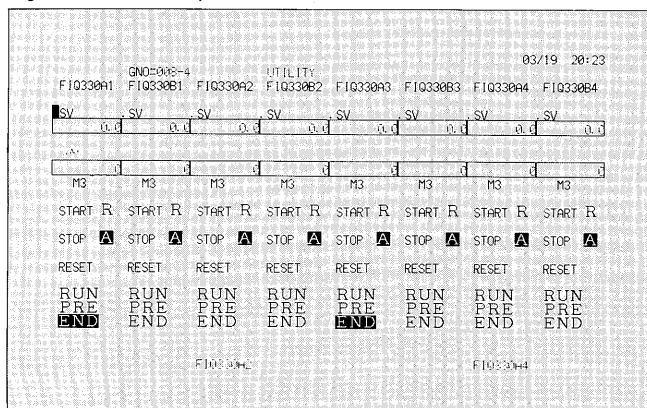 03/19 20:23
GNO=008-4 UTILITY
FIQ330A1 FIQ330B1 FIQ330A2 FIQ330B2 FIQ330A3 FIQ330B3 FIQ330A4 FIQ330B4
SV SV SV SV SV SV SV SV
0.0 0.0 0.0 0.0 0.0 0.0 0.0 0.0
0 0 0 0 0 0 0 0
M3 M3 M3 M3 M3 M3 M3 M3
START R START R START R START R START R START R START R START R
STOP A STOP A STOP A STOP A STOP A STOP A STOP A STOP A
RESET RESET RESET RESET RESET RESET RESET RESET
RUN RUN RUN RUN RUN RUN RUN RUN
PRE PRE PRE PRE PRE PRE PRE PRE
END END END END END END END END
FIQ330A2 FIQ330A4